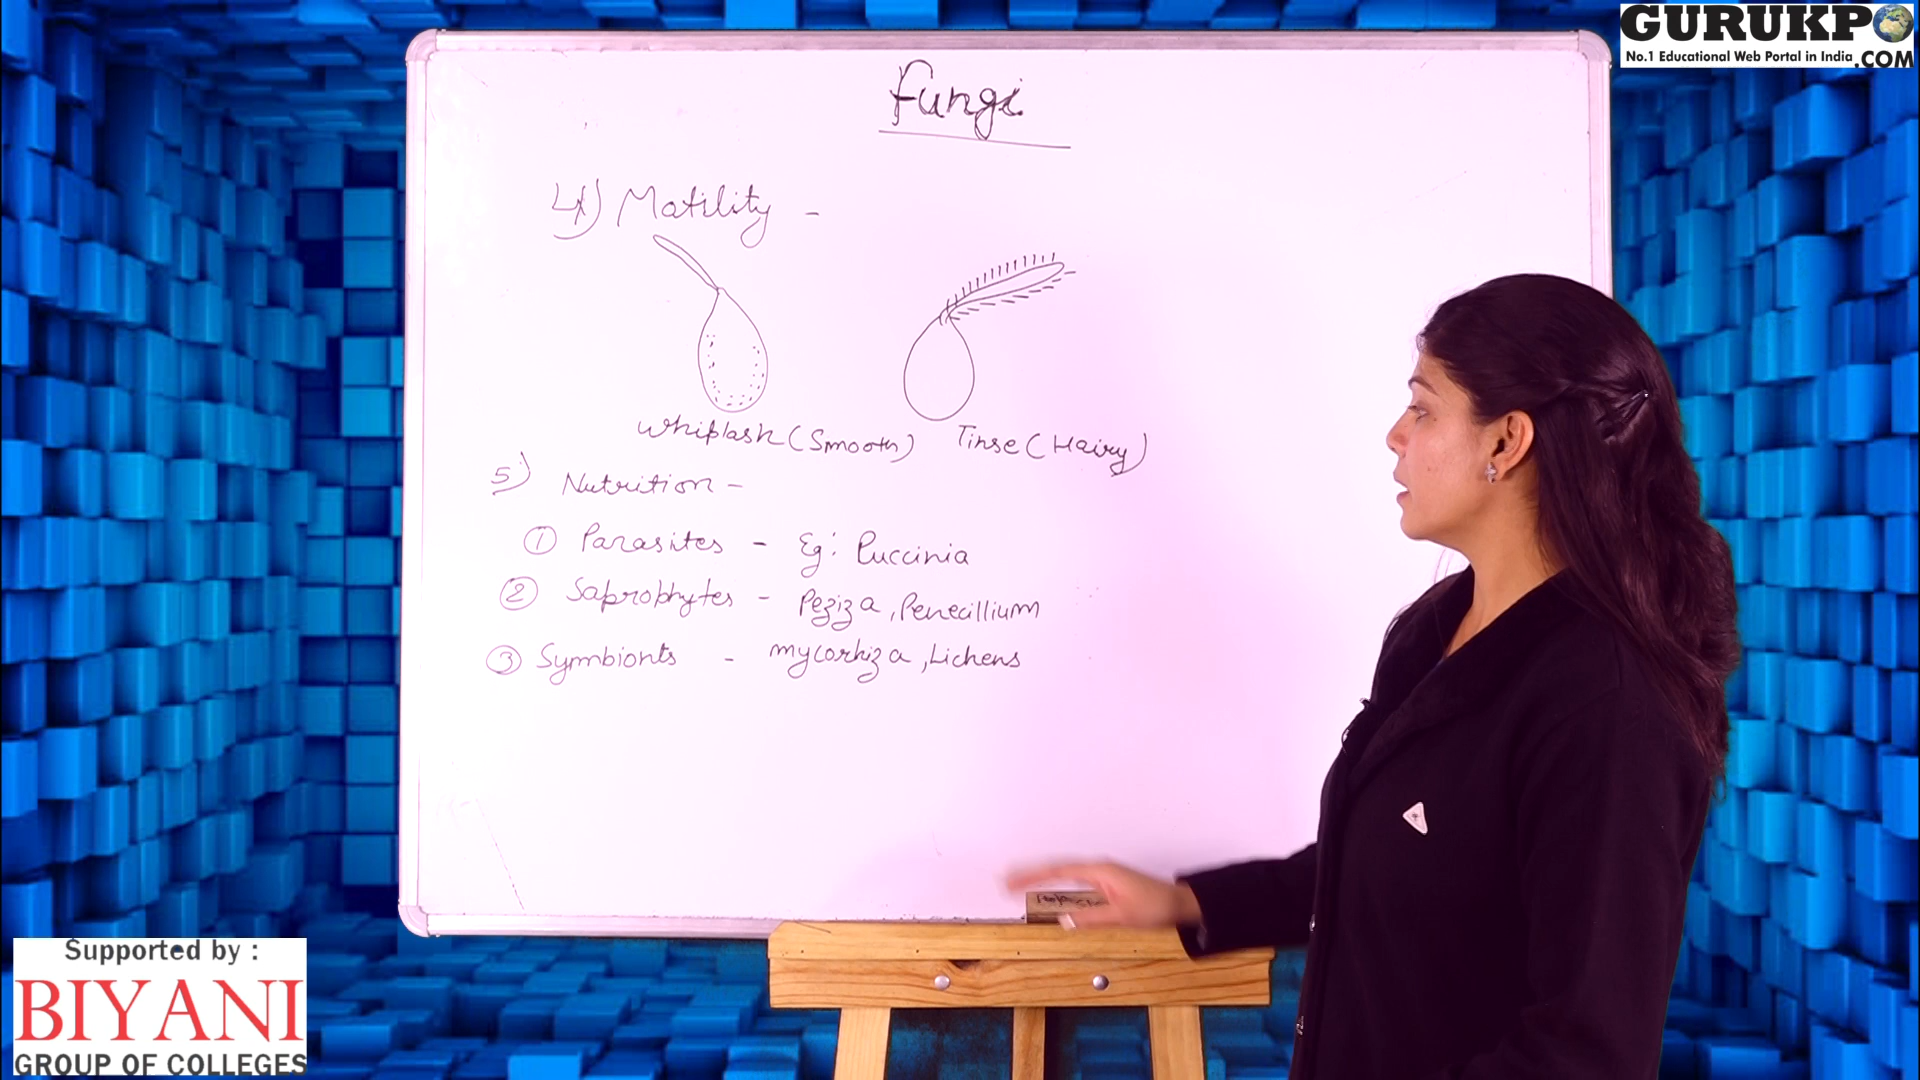 GURUKPO
No.1 Educational Web Portal in India .COM
Fungi
4) Motility -
Whiplash (Smooth) Tinse (Hairy)
5) Nutrition -
① Parasites - Eg: Puccinia
② Saprophytes - Peziza, Penecillium
③ Symbionts - mycorhiza, Lichens
Supported by :
BIYANI
GROUP OF COLLEGES